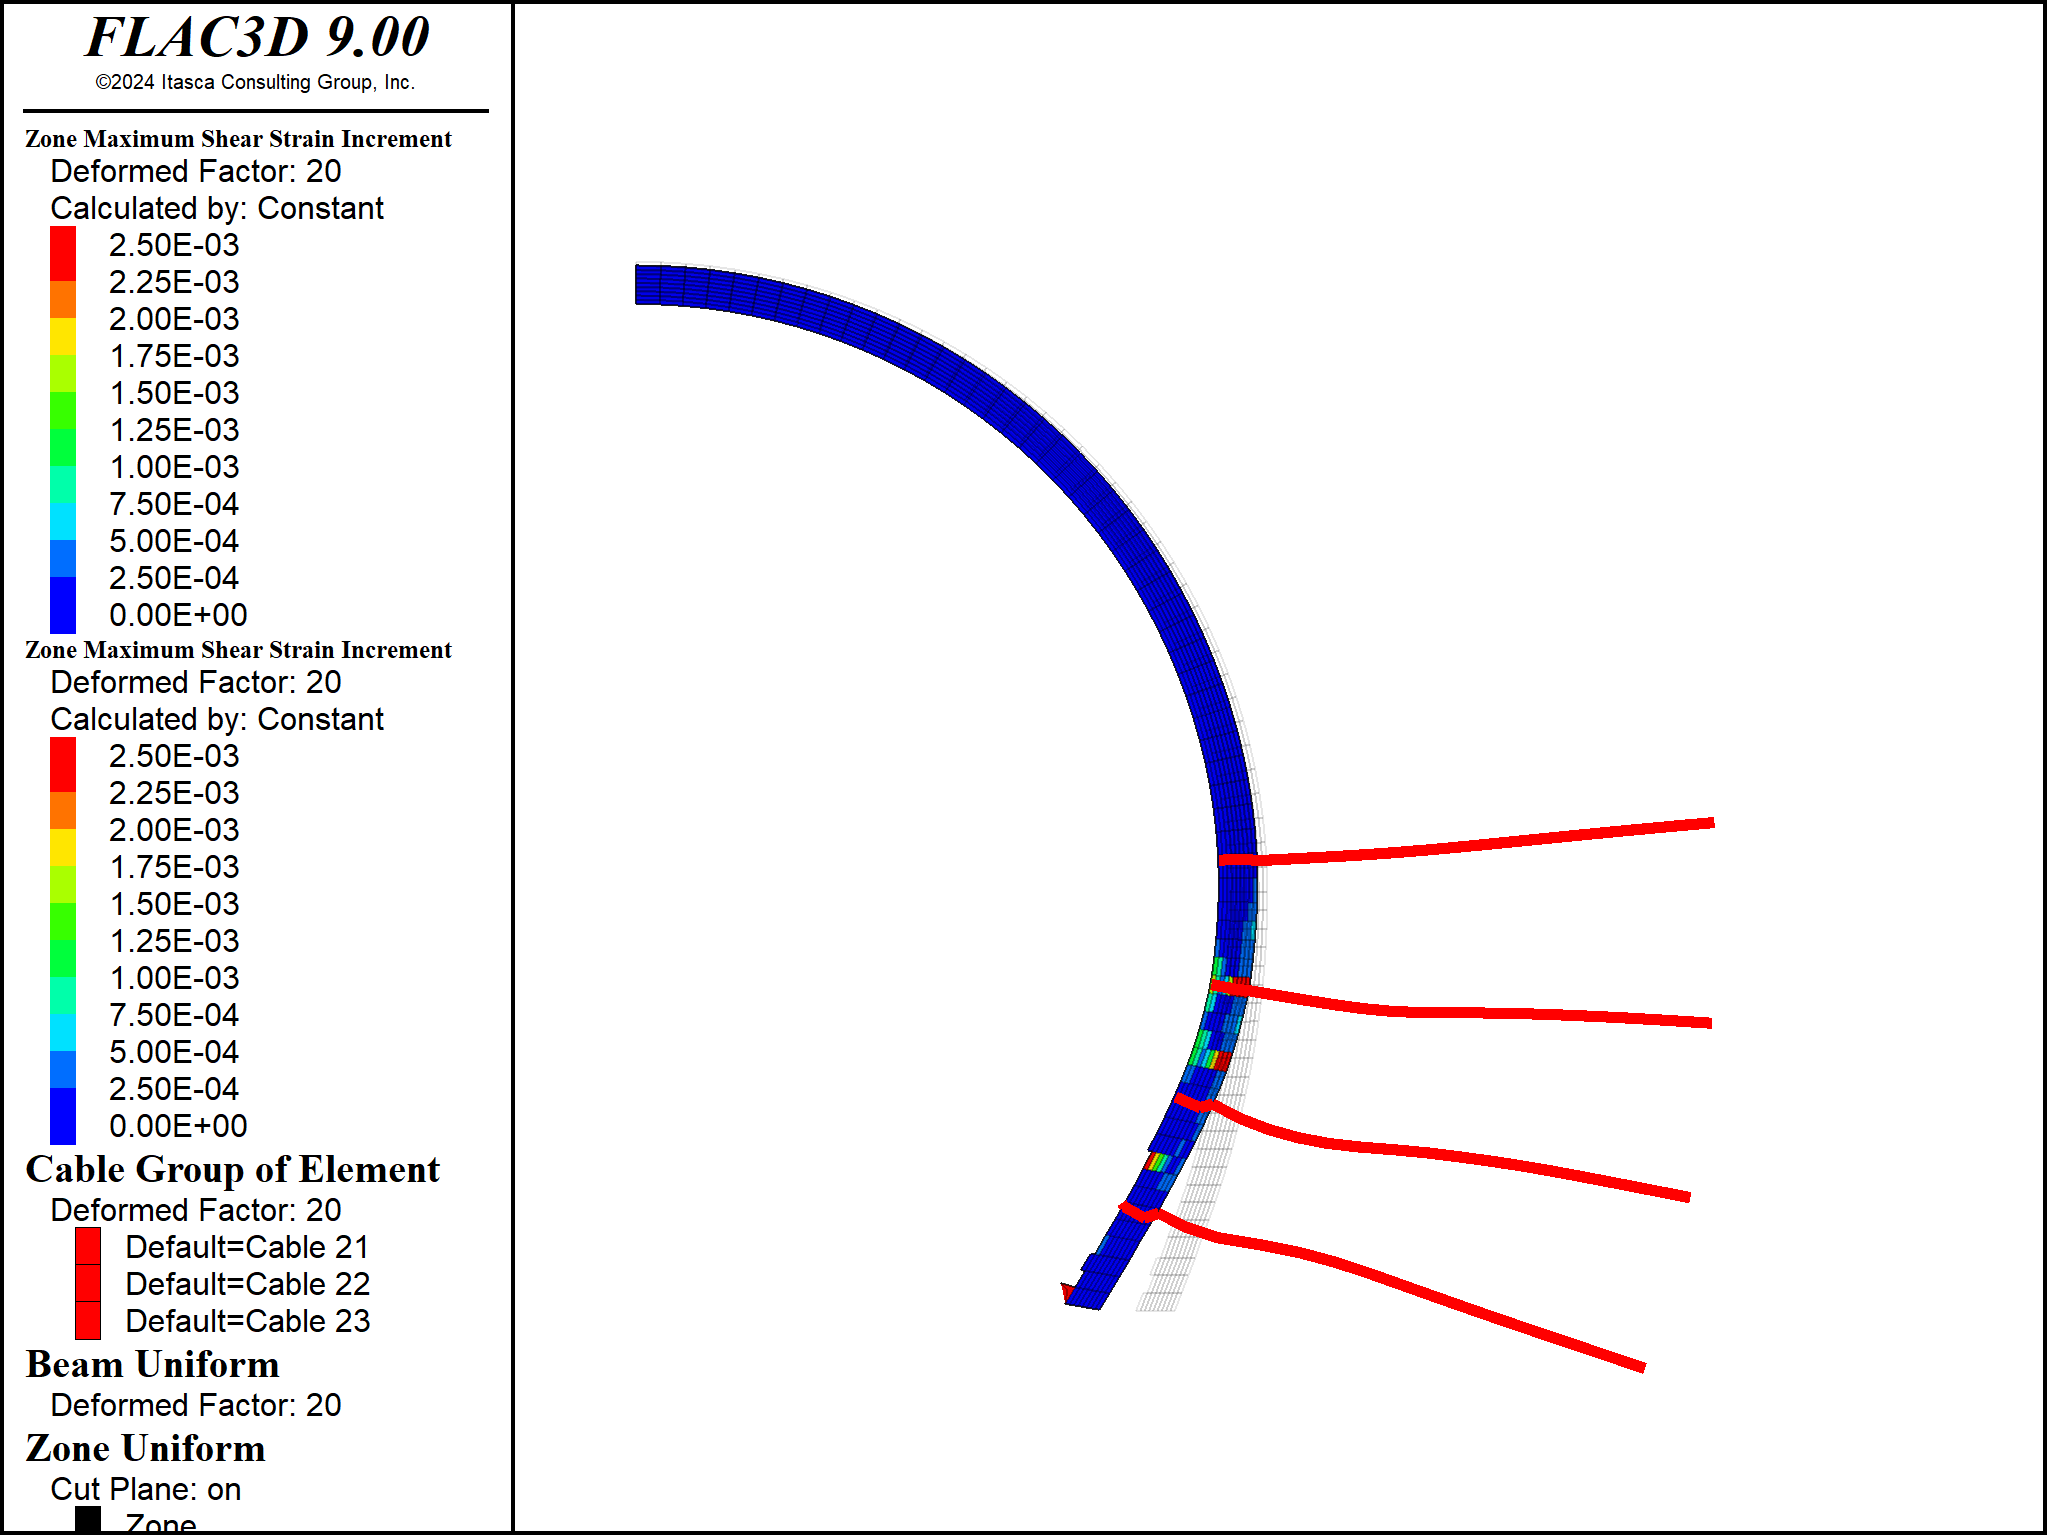 FLAC3D 9.00
©2024 Itasca Consulting Group, Inc.
Zone Maximum Shear Strain Increment
Deformed Factor: 20
Calculated by: Constant
2.50E-03
2.25E-03
2.00E-03
1.75E-03
1.50E-03
1.25E-03
1.00E-03
7.50E-04
5.00E-04
2.50E-04
0.00E+00
Zone Maximum Shear Strain Increment
Deformed Factor: 20
Calculated by: Constant
2.50E-03
2.25E-03
2.00E-03
1.75E-03
1.50E-03
1.25E-03
1.00E-03
7.50E-04
5.00E-04
2.50E-04
0.00E+00
Cable Group of Element
Deformed Factor: 20
Default=Cable 21
Default=Cable 22
Default=Cable 23
Beam Uniform
Deformed Factor: 20
Zone Uniform
Cut Plane: on
Zone